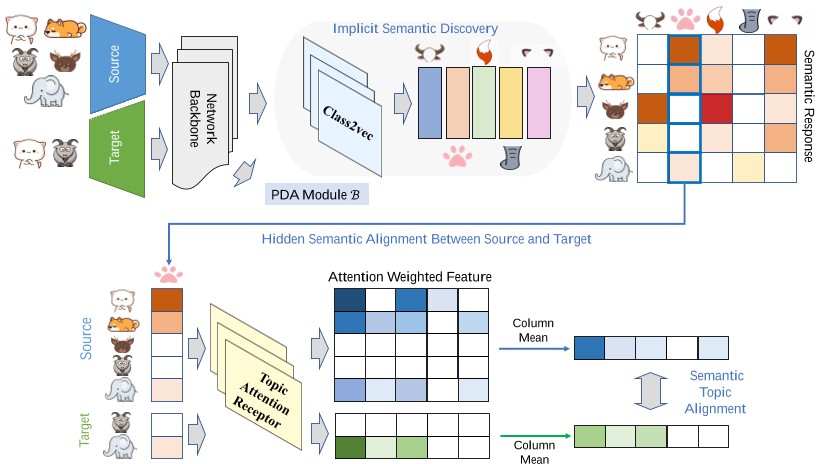 Implicit Semantic Discovery
Source
Target
Network
Backbone
Class2vec
Semantic Response
PDA Module ℬ
Hidden Semantic Alignment Between Source and Target
Attention Weighted Feature
Source
Target
Topic
Attention
Receptor
Column
Mean
Semantic
Topic
Alignment
Column
Mean